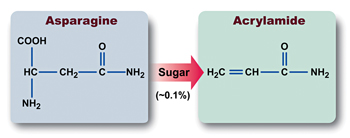 Asparagine
Acrylamide
COOH
O
O
HC — CH2 — C — NH2
Sugar
H2C = CH — C — NH2
NH2
(~0.1%)